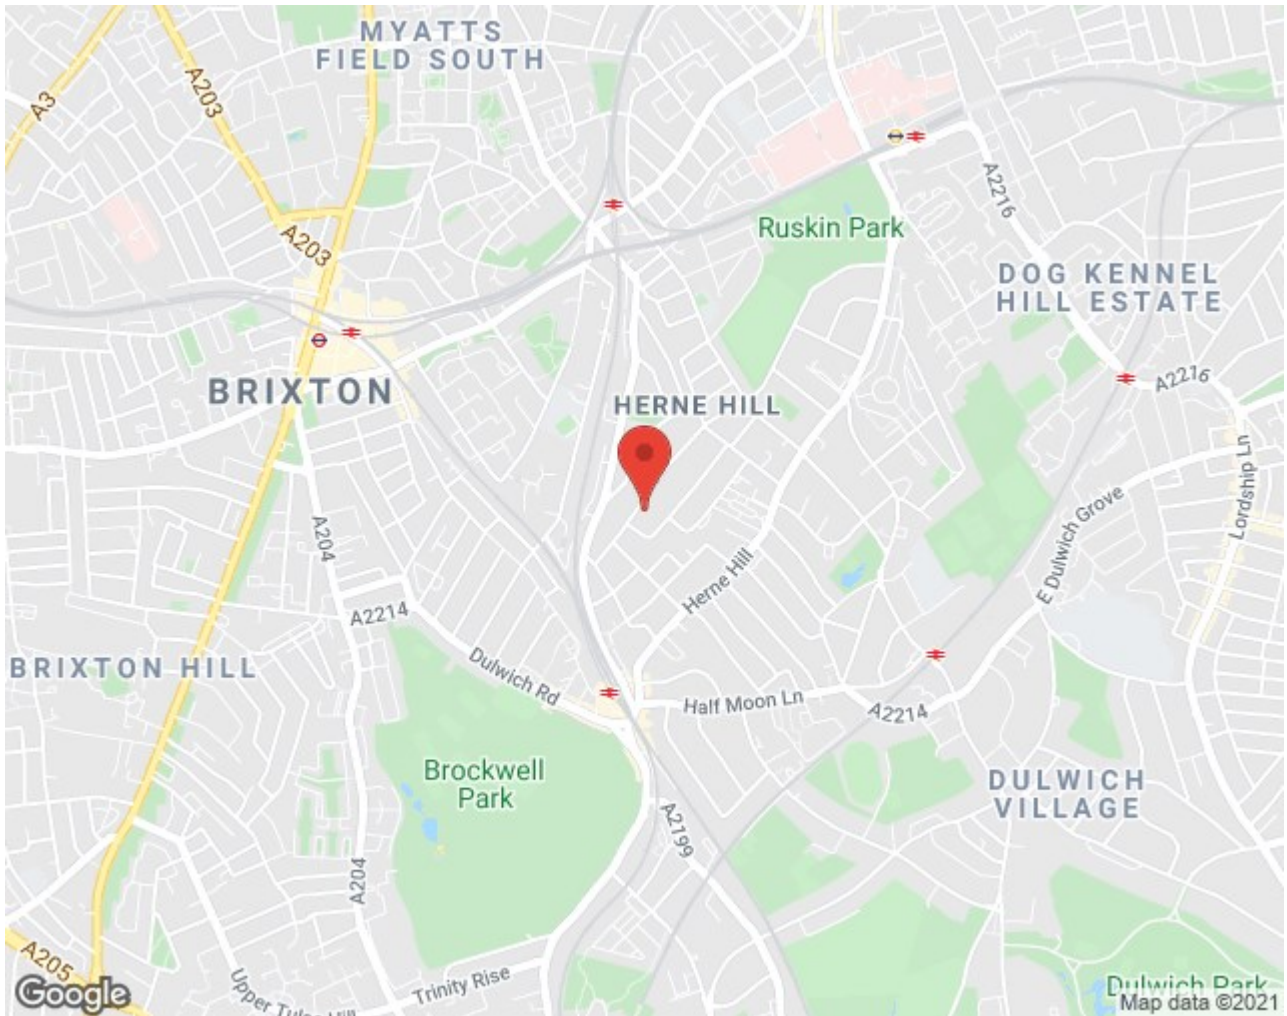 MYATTS
FIELD SOUTH
A3
A203
A203
A2216
Ruskin Park
DOG KENNEL
HILL ESTATE
A2216
BRIXTON
HERNE HILL
Lordship Ln
E Dulwich Grove
A204
Herne Hill
A2214
BRIXTON HILL
Dulwich Rd
Half Moon Ln
A2214
Brockwell
Park
DULWICH
VILLAGE
A2199
A204
A205
Trinity Rise
Upper Tulse Hill
Dulwich Park
Google
Map data ©2021